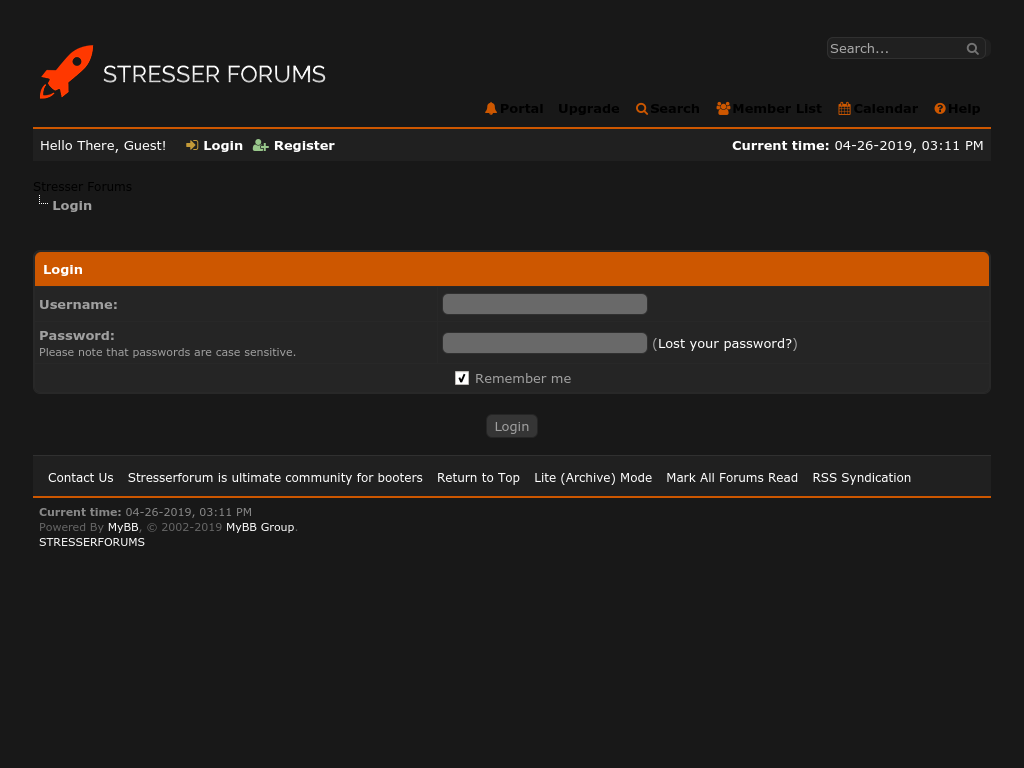 Search...
STRESSER FORUMS
Portal Upgrade Search Member List Calendar Help
Hello There, Guest! Login Register Current time: 04-26-2019, 03:11 PM
Stresser Forums
Login
Login
Username:
Password:
Please note that passwords are case sensitive.
(Lost your password?)
Remember me
Login
Contact Us Stresserforum is ultimate community for booters Return to Top Lite (Archive) Mode Mark All Forums Read RSS Syndication
Current time: 04-26-2019, 03:11 PM
Powered By MyBB, © 2002-2019 MyBB Group.
STRESSERFORUMS